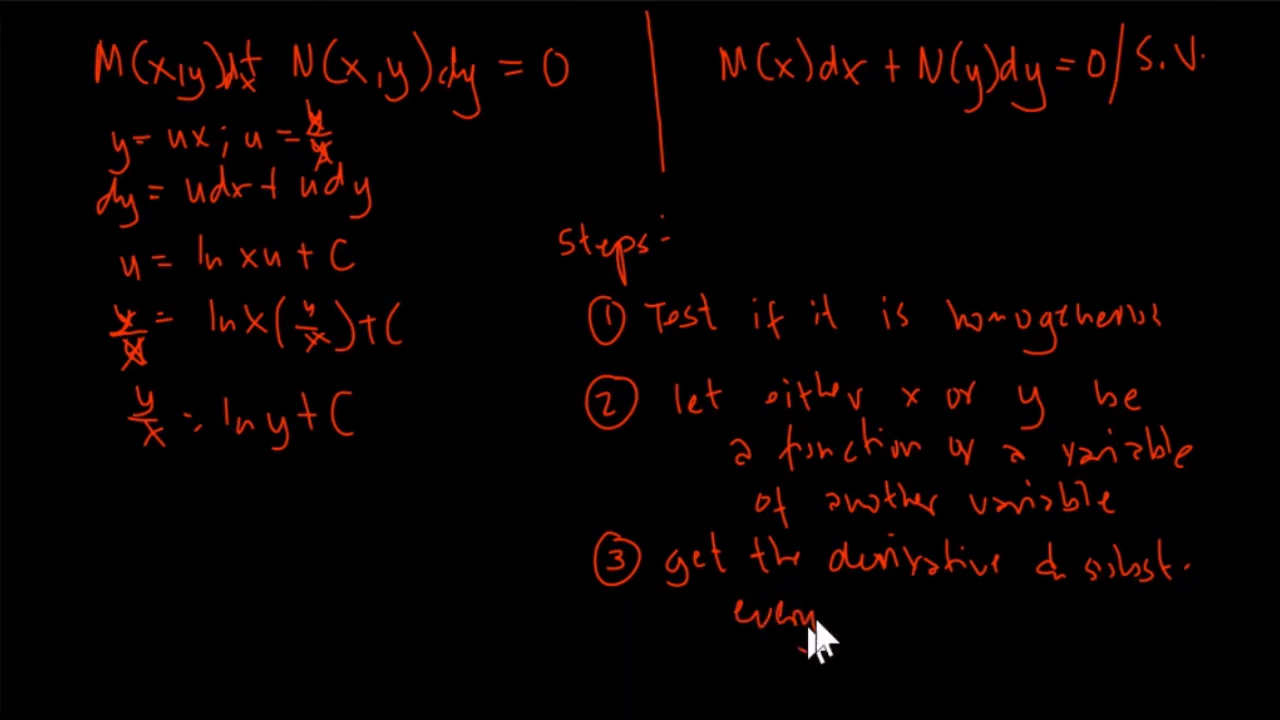 M(x,y)dx + N(x,y)dy = 0
y = ux ; u = y/x
dy = udx + udy
u = ln xu + C
y/x = ln x(y/x) + C
y/x = ln y + C
M(x)dx + N(y)dy = 0 / S.V.
Steps:
① Test if it is
② let either x or y be
a function or a variable
of another variable
③ get the derivative & subst.
every